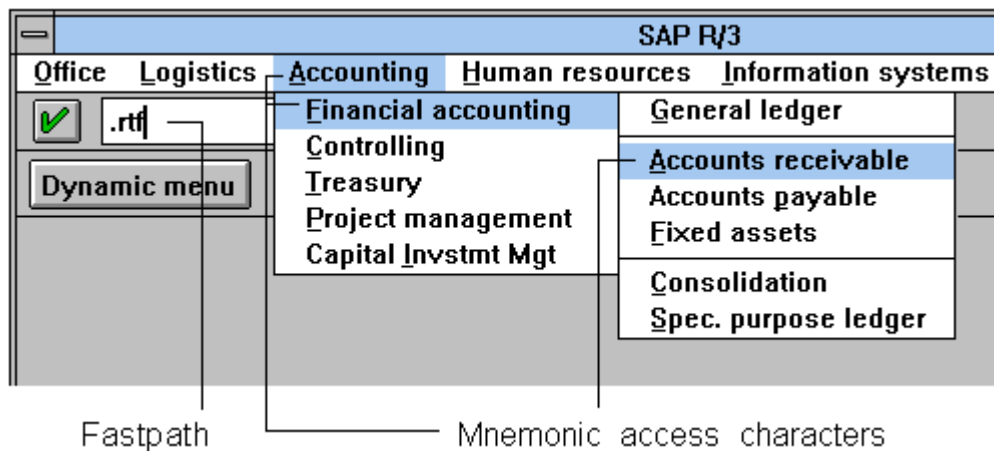 SAP R/3
Office Logistics Accounting Human resources Information systems
.rtf
Dynamic menu
Financial accounting
Controlling
Treasury
Project management
Capital Invstmt Mgt
General ledger
Accounts receivable
Accounts payable
Fixed assets
Consolidation
Spec. purpose ledger
Fastpath
Mnemonic access characters